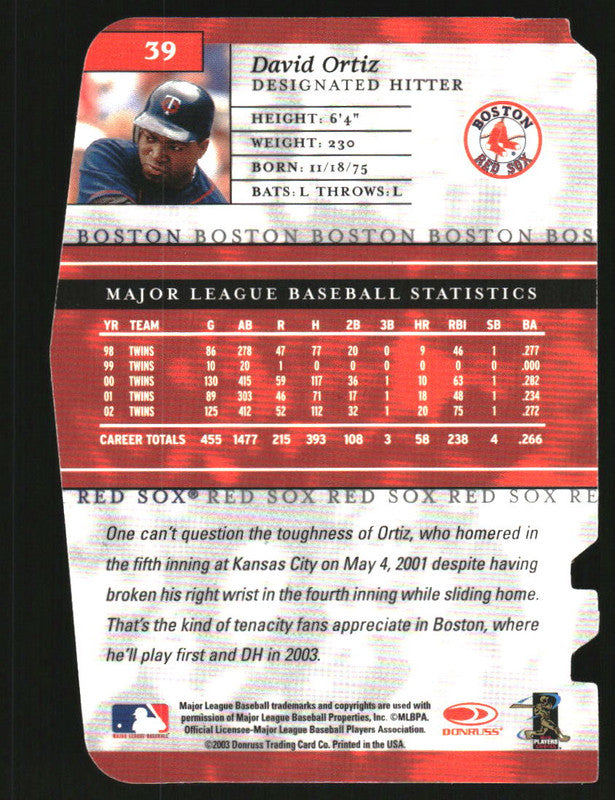 39
David Ortiz
DESIGNATED HITTER
HEIGHT: 6'4"
WEIGHT: 230
BORN: 11/18/75
BATS: L THROWS: L
BOSTON
RED SOX
BOSTON BOSTON BOSTON BOSTON BOS
MAJOR LEAGUE BASEBALL STATISTICS
YR TEAM G AB R H 2B 3B HR RBI SB BA
98 TWINS 86 278 47 77 20 0 9 46 1 .277
99 TWINS 10 20 1 0 0 0 0 0 0 .000
00 TWINS 130 415 59 117 36 1 10 63 1 .282
01 TWINS 89 303 46 71 17 1 18 48 1 .234
02 TWINS 125 412 52 112 32 1 20 75 1 .272
CAREER TOTALS 455 1477 215 393 108 3 58 238 4 .266
RED SOX® RED SOX RED SOX RED SOX RE
One can't question the toughness of Ortiz, who homered in
the fifth inning at Kansas City on May 4, 2001 despite having
broken his right wrist in the fourth inning while sliding home.
That's the kind of tenacity fans appreciate in Boston, where
he'll play first and DH in 2003.
Major League Baseball trademarks and copyrights are used with
permission of Major League Baseball Properties, Inc. ©MLBPA.
Official Licensee-Major League Baseball Players Association.
©2003 Donruss Trading Card Co. Printed in the USA.
MAJOR LEAGUE BASEBALL
DONRUSS
PLAYERS